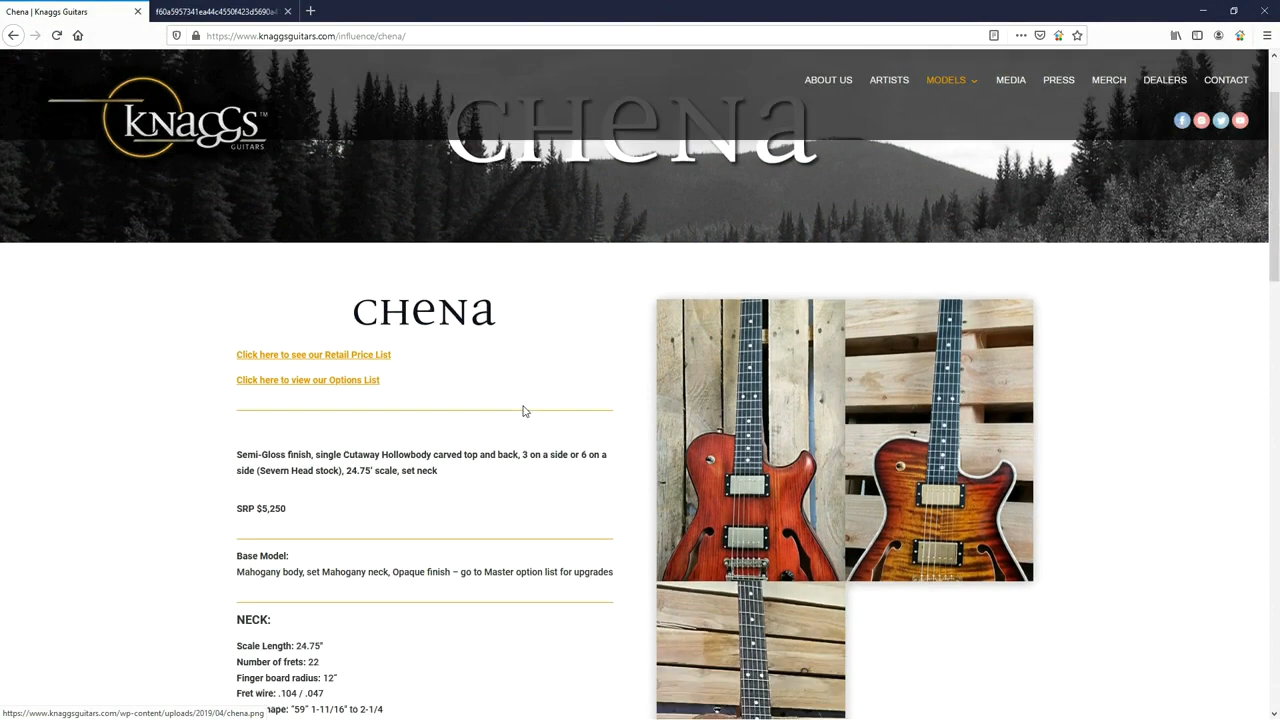 Chena | Knaggs Guitars
f60a5957341ea44c4550f423d5690a
https://www.knaggsguitars.com/influence/chena/
Knaggs™
GUITARS
ABOUT US ARTISTS MODELS MEDIA PRESS MERCH DEALERS CONTACT
CHENA
CHENA
Click here to see our Retail Price List
Click here to view our Options List
Semi-Gloss finish, single Cutaway Hollowbody carved top and back, 3 on a side or 6 on a
side (Severn Head stock), 24.75' scale, set neck
SRP $5,250
Base Model:
Mahogany body, set Mahogany neck, Opaque finish – go to Master option list for upgrades
NECK:
Scale Length: 24.75"
Number of frets: 22
Finger board radius: 12"
Fret wire: .104 / .047
"59" 1-11/16" to 2-1/4
https://www.knaggsguitars.com/wp-content/uploads/2019/04/chena.png